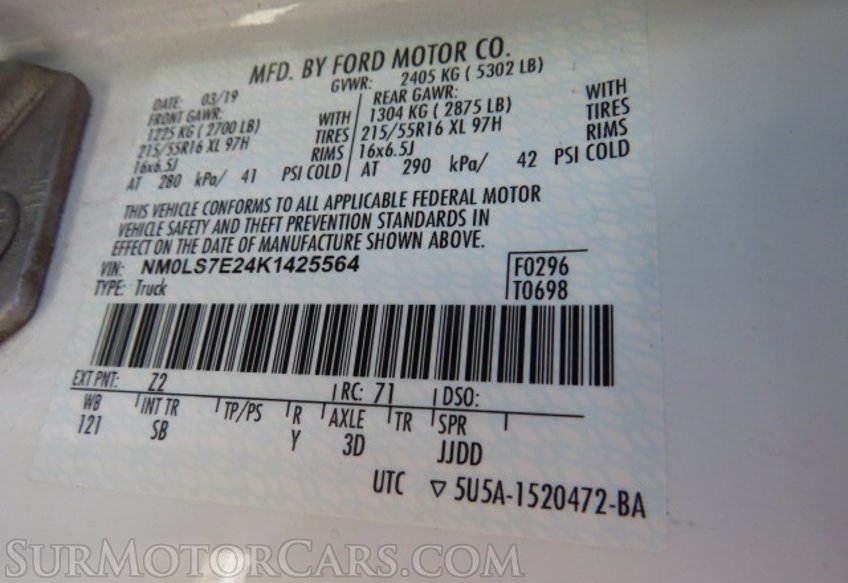 MFD. BY FORD MOTOR CO.
GVWR: 2405 KG ( 5302 LB)
DATE: 03/19
FRONT GAWR:
1225 KG ( 2700 LB) WITH
215/55R16 XL 97H TIRES
16x6.5J RIMS
AT 280 kPa/ 41 PSI COLD
REAR GAWR: WITH
1304 KG ( 2875 LB) TIRES
215/55R16 XL 97H RIMS
16x6.5J
AT 290 kPa/ 42 PSI COLD
THIS VEHICLE CONFORMS TO ALL APPLICABLE FEDERAL MOTOR
VEHICLE SAFETY AND THEFT PREVENTION STANDARDS IN
EFFECT ON THE DATE OF MANUFACTURE SHOWN ABOVE.
VIN: NM0LS7E24K1425564 F0296
TYPE: Truck T0698
EXT PNT: Z2 RC: 71 DSO:
WB INT TR TP/PS R AXLE TR SPR
121 SB Y 3D JJDD
UTC ▽ 5U5A-1520472-BA
SurMotorCars.com